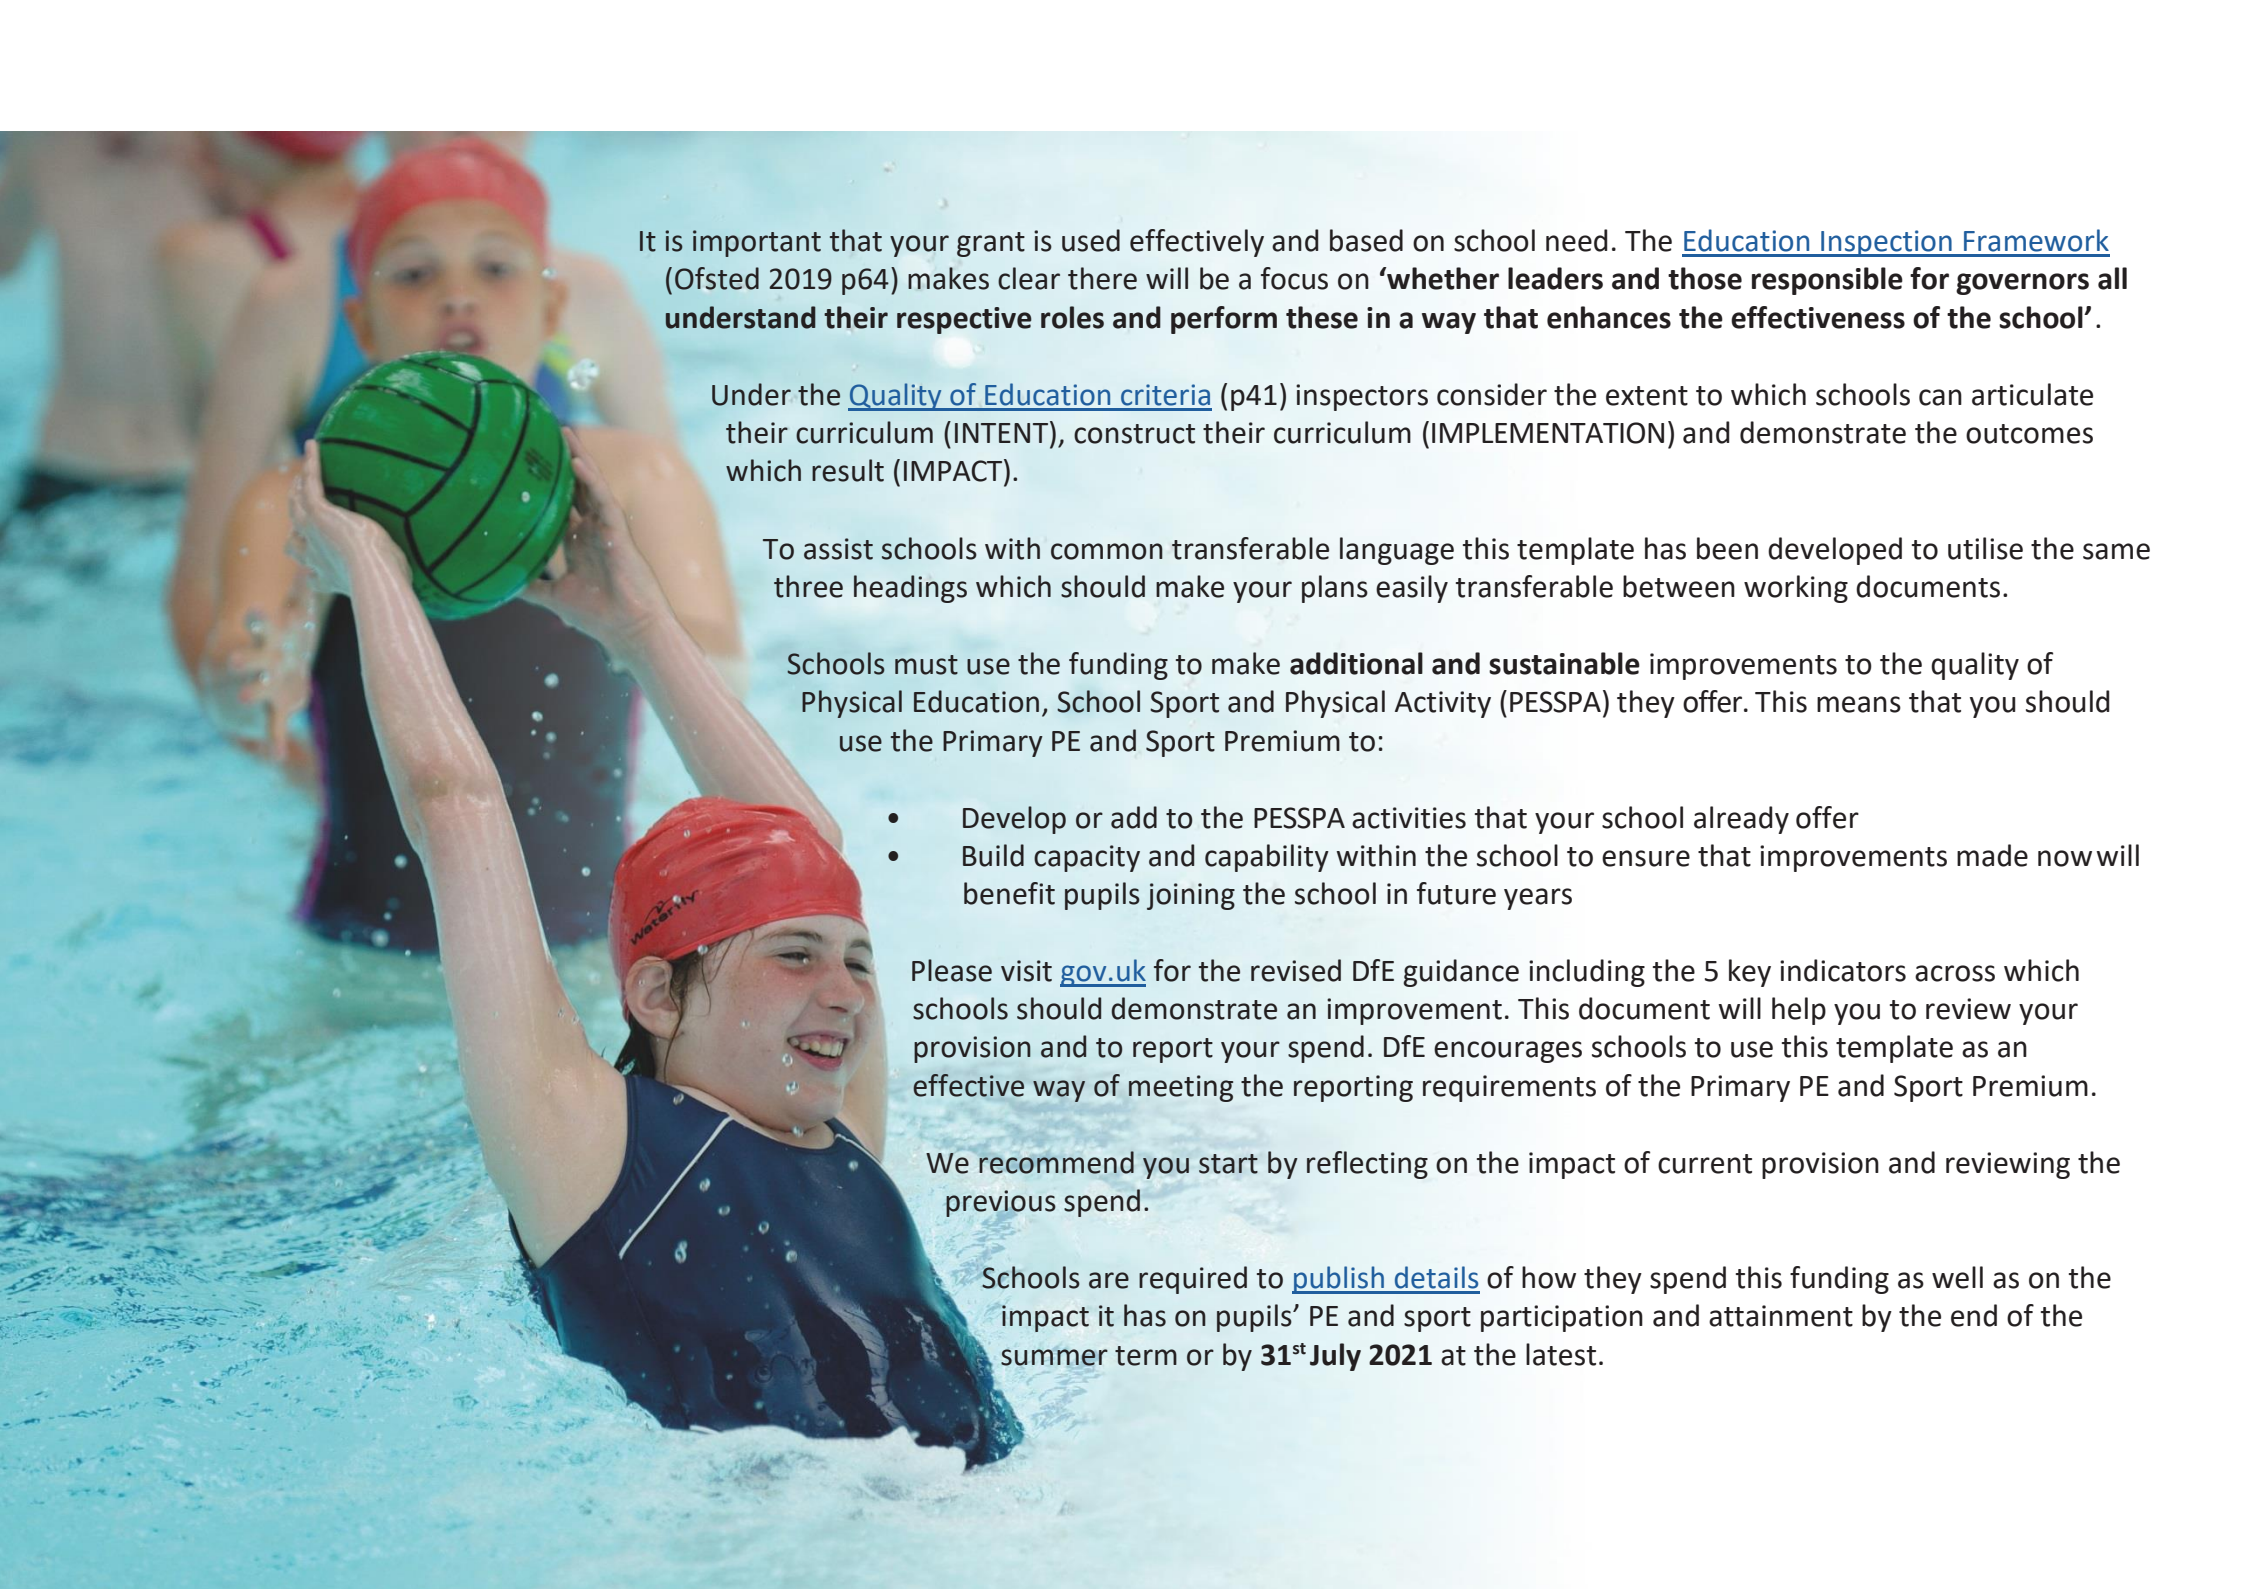 It is important that your grant is used effectively and based on school need. The Education Inspection Framework
(Ofsted 2019 p64) makes clear there will be a focus on ‘whether leaders and those responsible for governors all
understand their respective roles and perform these in a way that enhances the effectiveness of the school’.
Under the Quality of Education criteria (p41) inspectors consider the extent to which schools can articulate
their curriculum (INTENT), construct their curriculum (IMPLEMENTATION) and demonstrate the outcomes
which result (IMPACT).
To assist schools with common transferable language this template has been developed to utilise the same
three headings which should make your plans easily transferable between working documents.
Schools must use the funding to make additional and sustainable improvements to the quality of
Physical Education, School Sport and Physical Activity (PESSPA) they offer. This means that you should
use the Primary PE and Sport Premium to:
• Develop or add to the PESSPA activities that your school already offer
• Build capacity and capability within the school to ensure that improvements made now will
benefit pupils joining the school in future years
Please visit gov.uk for the revised DfE guidance including the 5 key indicators across which
schools should demonstrate an improvement. This document will help you to review your
provision and to report your spend. DfE encourages schools to use this template as an
effective way of meeting the reporting requirements of the Primary PE and Sport Premium.
We recommend you start by reflecting on the impact of current provision and reviewing the
previous spend.
Schools are required to publish details of how they spend this funding as well as on the
impact it has on pupils’ PE and sport participation and attainment by the end of the
summer term or by 31st July 2021 at the latest.